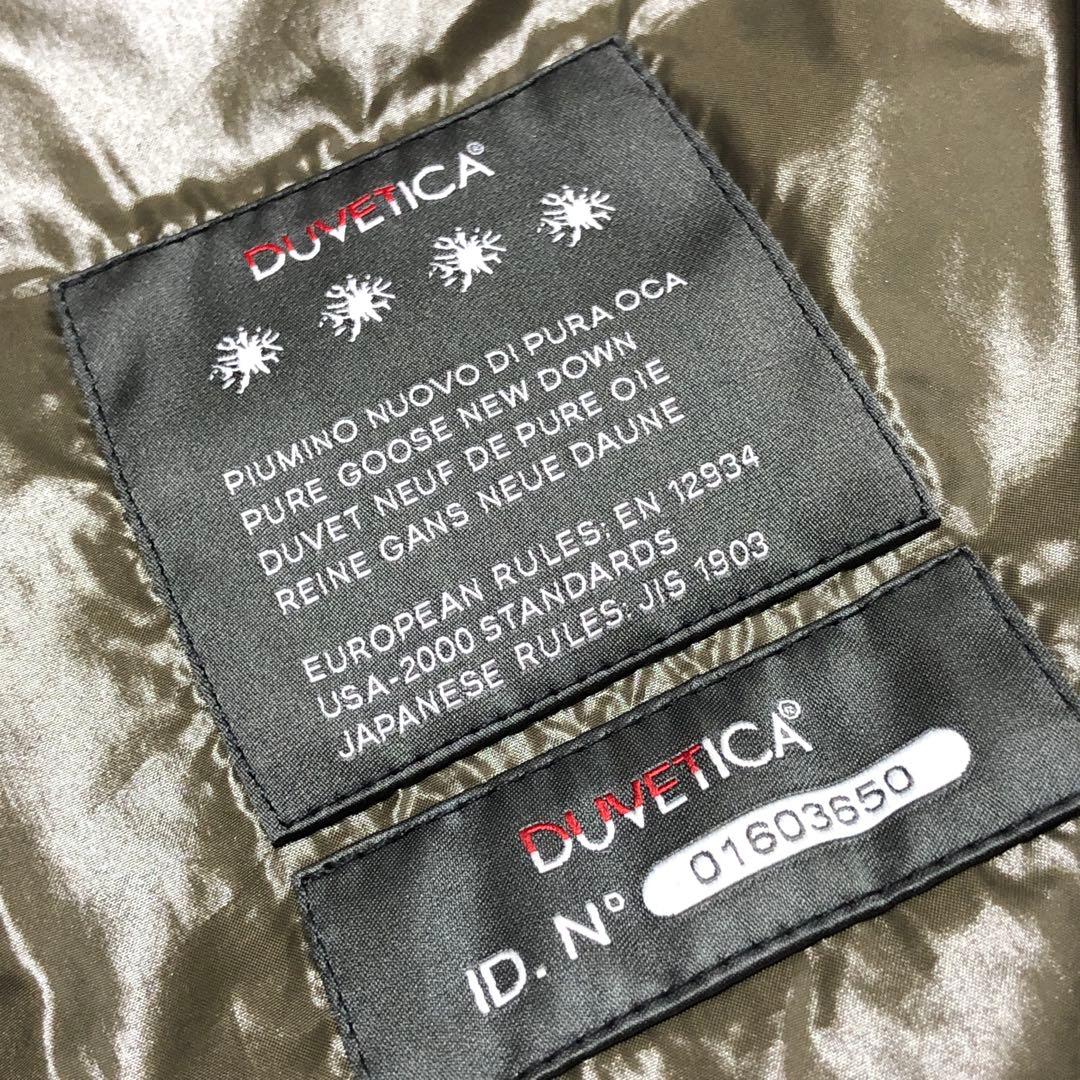 DUVETICA®
PIUMINO NUOVO DI PURA OCA
PURE GOOSE NEW DOWN
DUVET NEUF DE PURE OIE
REINE GANS NEUE DAUNE
EUROPEAN RULES: EN 12934
USA-2000 STANDARDS
JAPANESE RULES: JIS 1903
DUVETICA®
ID. Nº 01603650